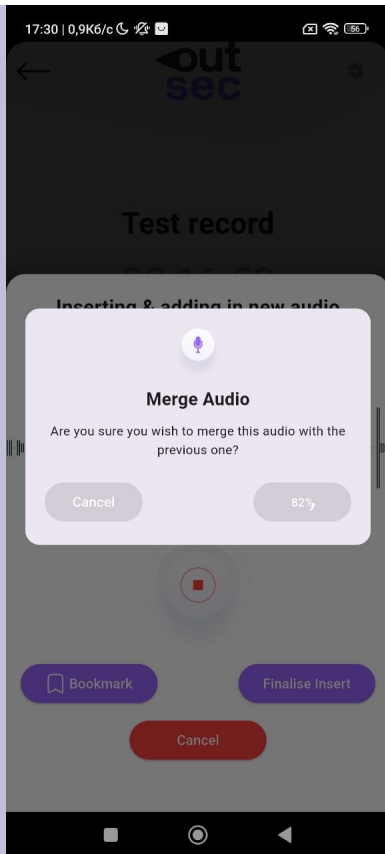 17:30 | 0,9Кб/с
56
out
sec
Test record
Inserting & adding in new audio
Merge Audio
Are you sure you wish to merge this audio with the
previous one?
Cancel
82%
Bookmark
Finalise Insert
Cancel